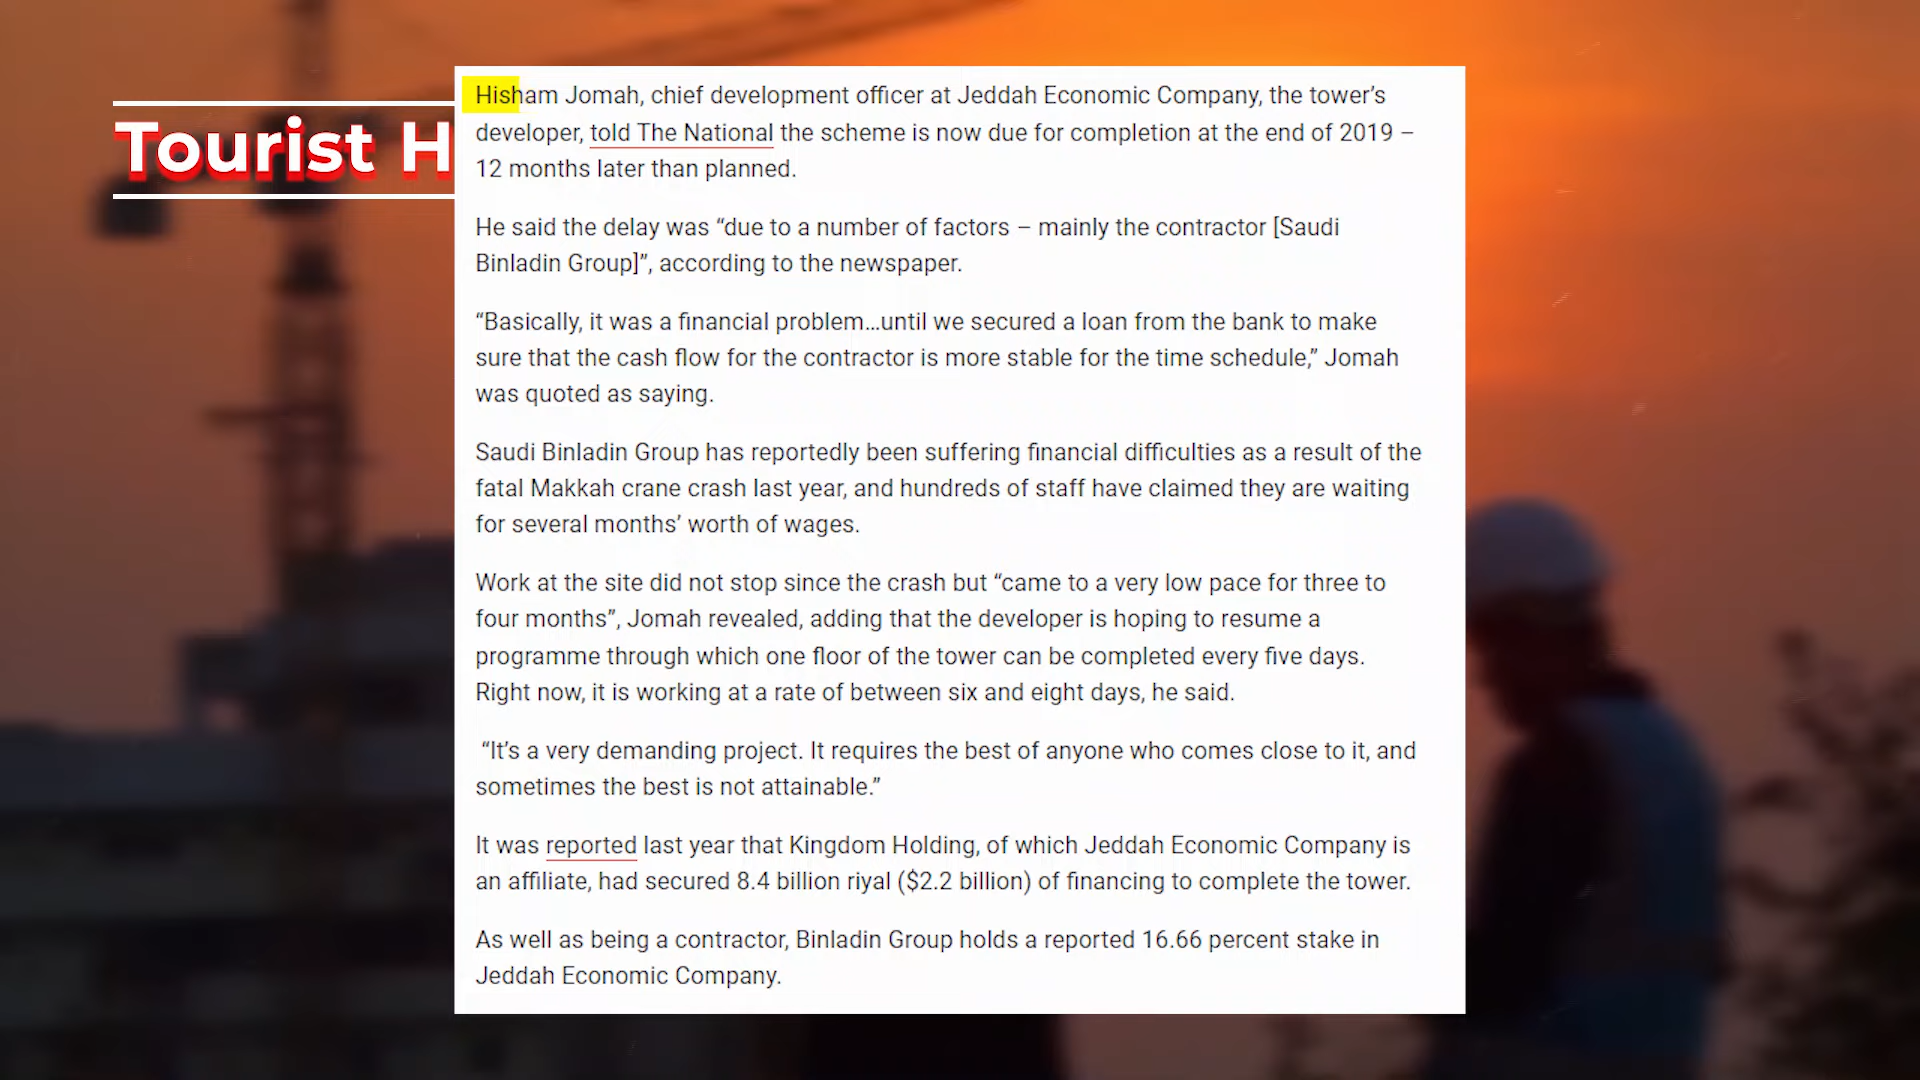 Tourist H
Hisham Jomah, chief development officer at Jeddah Economic Company, the tower’s
developer, told The National the scheme is now due for completion at the end of 2019 –
12 months later than planned.
He said the delay was “due to a number of factors – mainly the contractor [Saudi
Binladin Group]”, according to the newspaper.
“Basically, it was a financial problem…until we secured a loan from the bank to make
sure that the cash flow for the contractor is more stable for the time schedule,” Jomah
was quoted as saying.
Saudi Binladin Group has reportedly been suffering financial difficulties as a result of the
fatal Makkah crane crash last year, and hundreds of staff have claimed they are waiting
for several months’ worth of wages.
Work at the site did not stop since the crash but “came to a very low pace for three to
four months”, Jomah revealed, adding that the developer is hoping to resume a
programme through which one floor of the tower can be completed every five days.
Right now, it is working at a rate of between six and eight days, he said.
“It’s a very demanding project. It requires the best of anyone who comes close to it, and
sometimes the best is not attainable.”
It was reported last year that Kingdom Holding, of which Jeddah Economic Company is
an affiliate, had secured 8.4 billion riyal ($2.2 billion) of financing to complete the tower.
As well as being a contractor, Binladin Group holds a reported 16.66 percent stake in
Jeddah Economic Company.